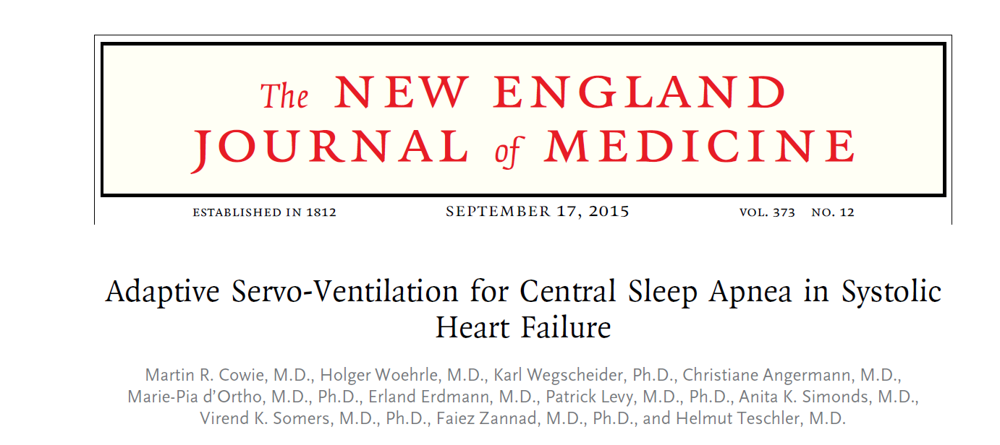 The NEW ENGLAND
JOURNAL of MEDICINE
ESTABLISHED IN 1812 SEPTEMBER 17, 2015 VOL. 373 NO. 12
Adaptive Servo-Ventilation for Central Sleep Apnea in Systolic
Heart Failure
Martin R. Cowie, M.D., Holger Woehrle, M.D., Karl Wegscheider, Ph.D., Christiane Angermann, M.D.,
Marie-Pia d’Ortho, M.D., Ph.D., Erland Erdmann, M.D., Patrick Levy, M.D., Ph.D., Anita K. Simonds, M.D.,
Virend K. Somers, M.D., Ph.D., Faiez Zannad, M.D., Ph.D., and Helmut Teschler, M.D.